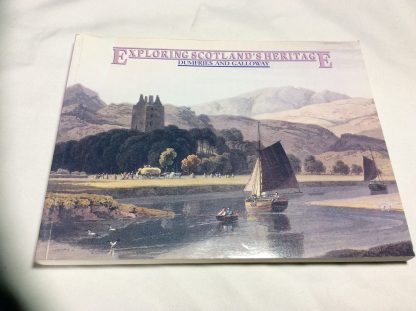 EXPLORING SCOTLAND'S HERITAGE
DUMFRIES AND GALLOWAY